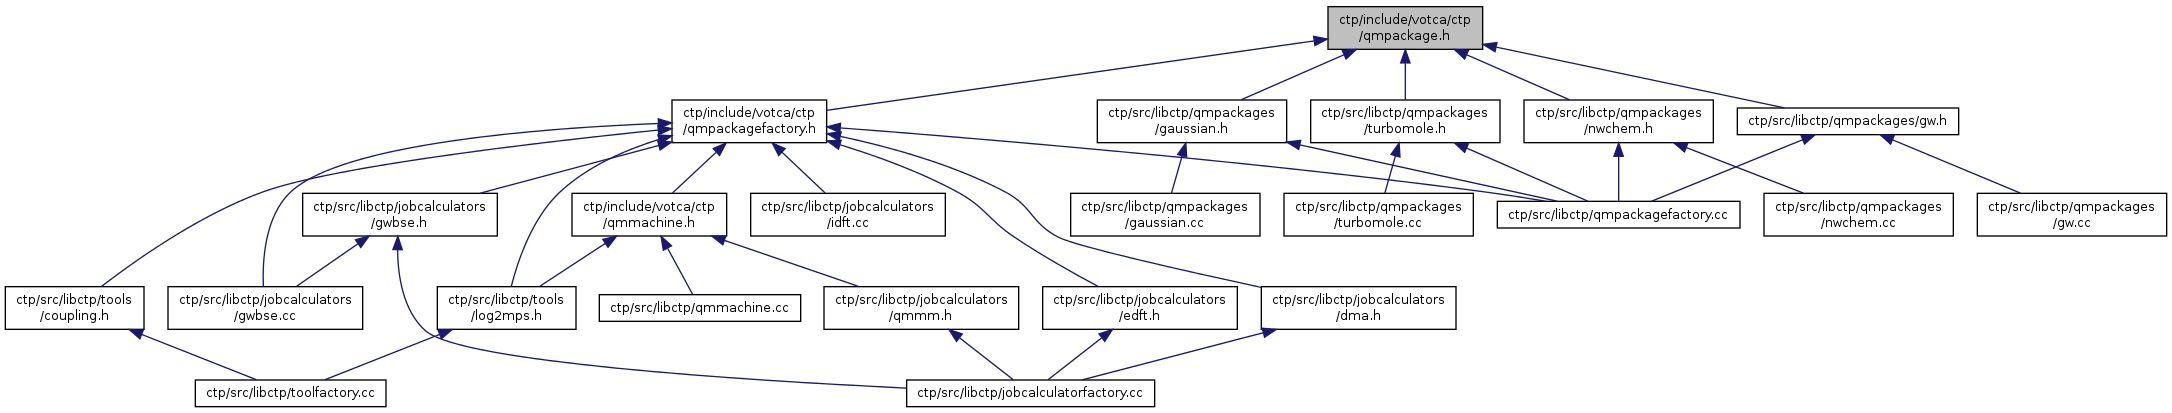 ctp/include/votca/ctp
/qmpackage.h
ctp/include/votca/ctp
/qmpackagefactory.h
ctp/src/libctp/qmpackages
/gaussian.h
ctp/src/libctp/qmpackages
/turbomole.h
ctp/src/libctp/qmpackages
/nwchem.h
ctp/src/libctp/qmpackages/gw.h
ctp/src/libctp/jobcalculators
/gwbse.h
ctp/include/votca/ctp
/qmmachine.h
ctp/src/libctp/jobcalculators
/idft.cc
ctp/src/libctp/qmpackages
/gaussian.cc
ctp/src/libctp/qmpackages
/turbomole.cc
ctp/src/libctp/qmpackagefactory.cc
ctp/src/libctp/qmpackages
/nwchem.cc
ctp/src/libctp/qmpackages
/gw.cc
ctp/src/libctp/tools
/coupling.h
ctp/src/libctp/jobcalculators
/gwbse.cc
ctp/src/libctp/tools
/log2mps.h
ctp/src/libctp/qmmachine.cc
ctp/src/libctp/jobcalculators
/qmmm.h
ctp/src/libctp/jobcalculators
/edft.h
ctp/src/libctp/jobcalculators
/dma.h
ctp/src/libctp/toolfactory.cc
ctp/src/libctp/jobcalculatorfactory.cc